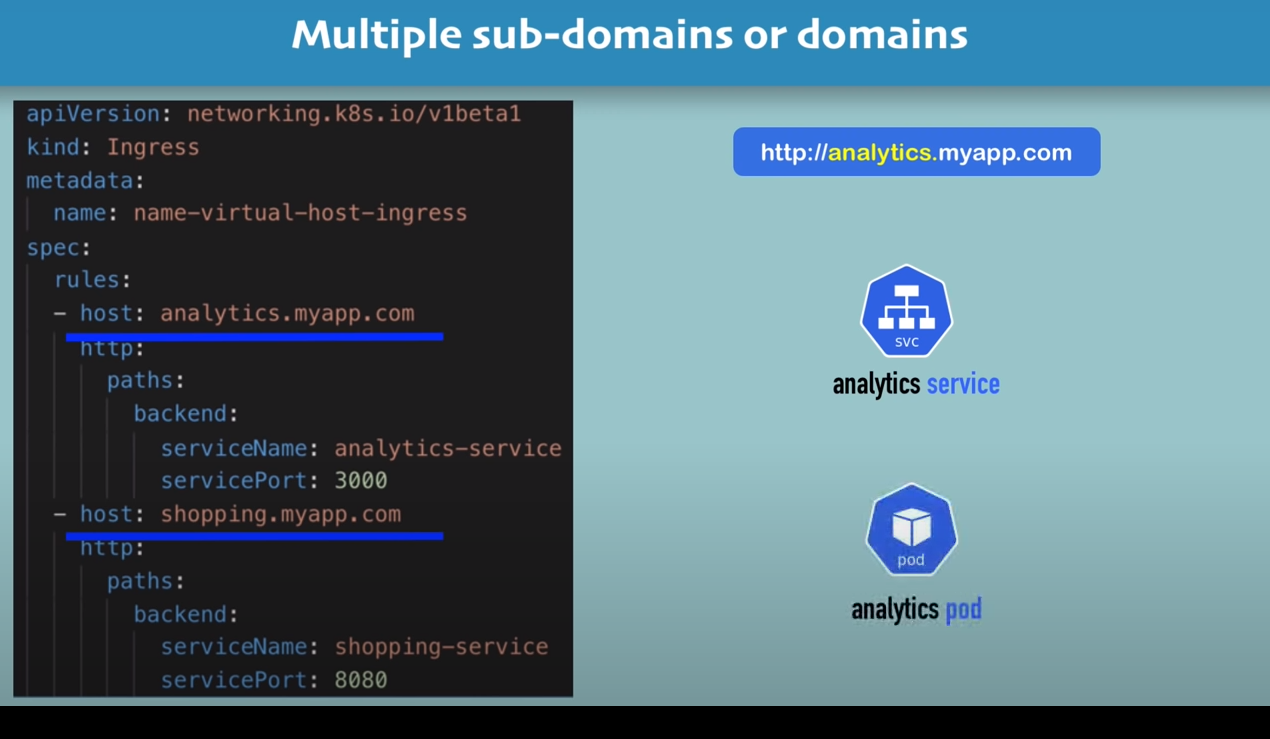 Multiple sub-domains or domains
apiVersion: networking.k8s.io/v1beta1
kind: Ingress
metadata:
  name: name-virtual-host-ingress
spec:
  rules:
  - host: analytics.myapp.com
    http:
      paths:
        backend:
          serviceName: analytics-service
          servicePort: 3000
  - host: shopping.myapp.com
    http:
      paths:
        backend:
          serviceName: shopping-service
          servicePort: 8080
http://analytics.myapp.com
svc
analytics service
pod
analytics pod